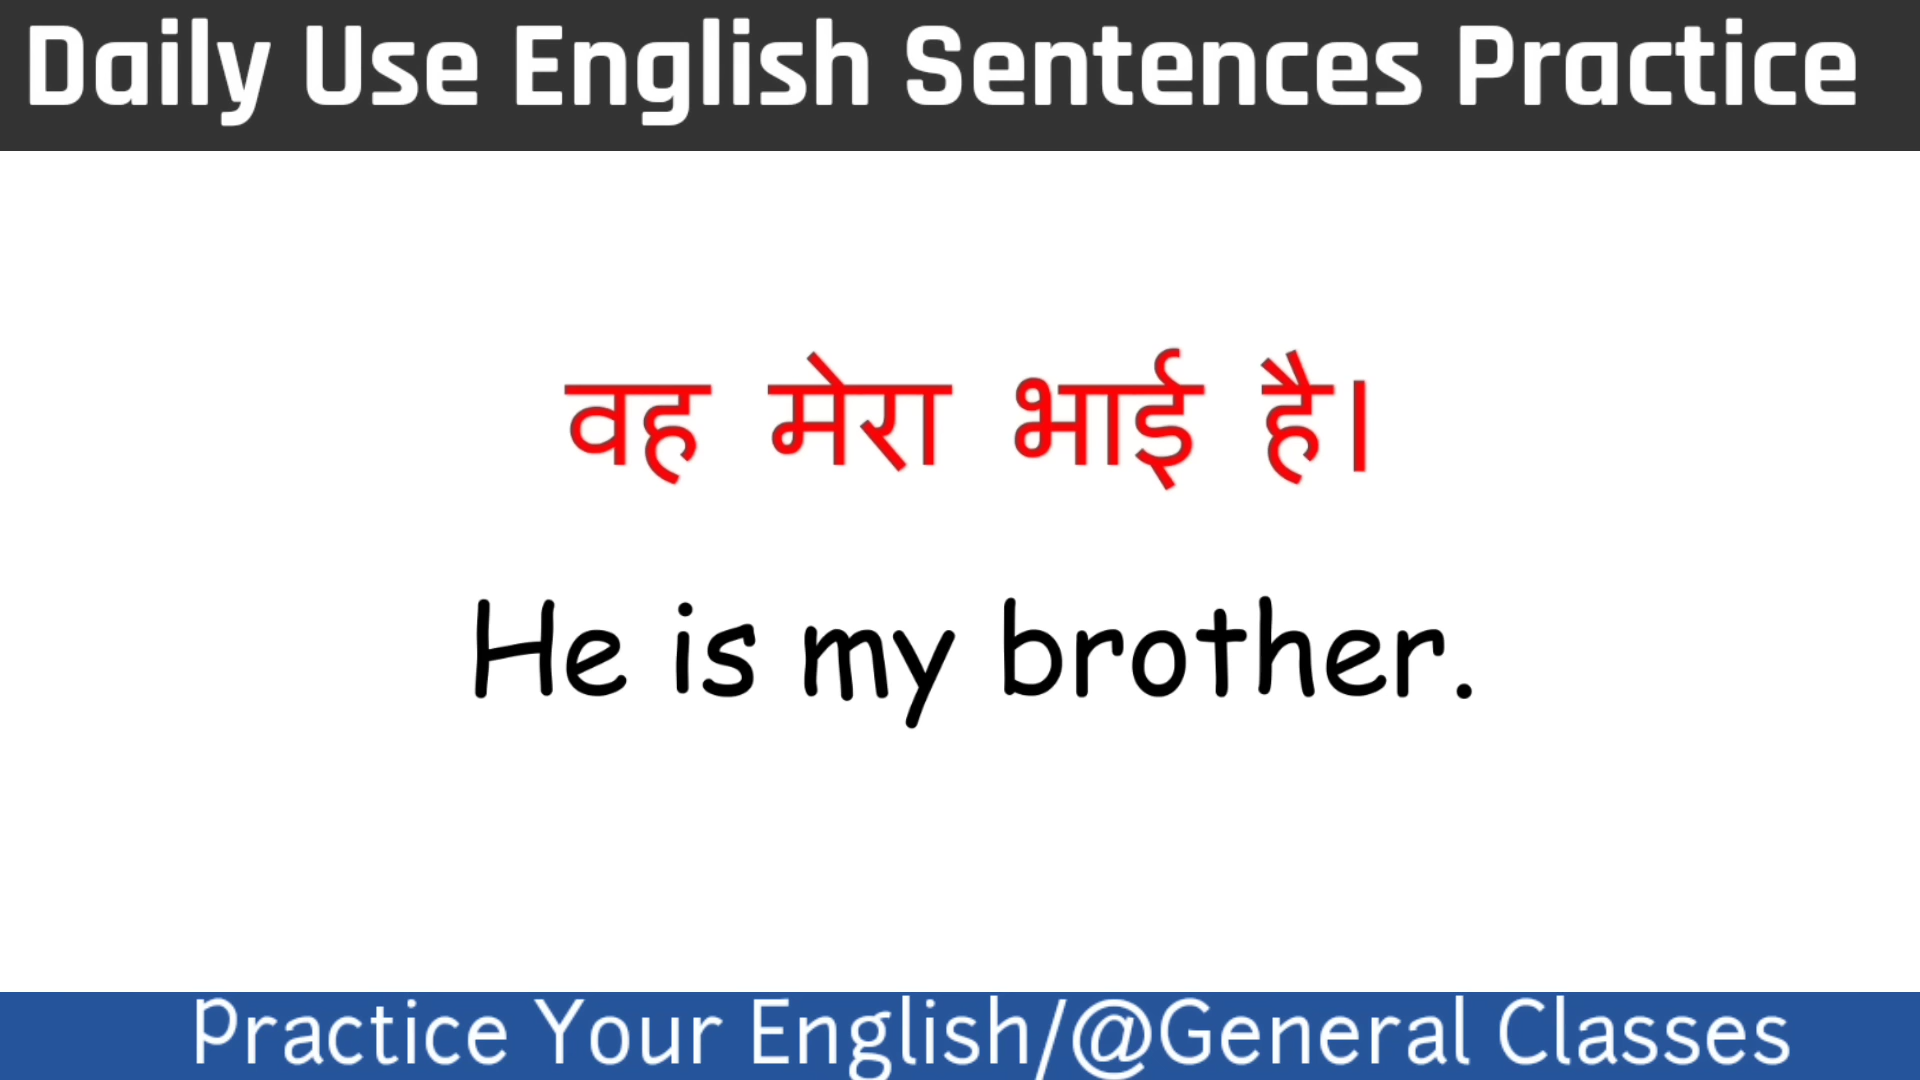 Daily Use English Sentences Practice
वह मेरा भाई है।
He is my brother.
Practice Your English/@General Classes